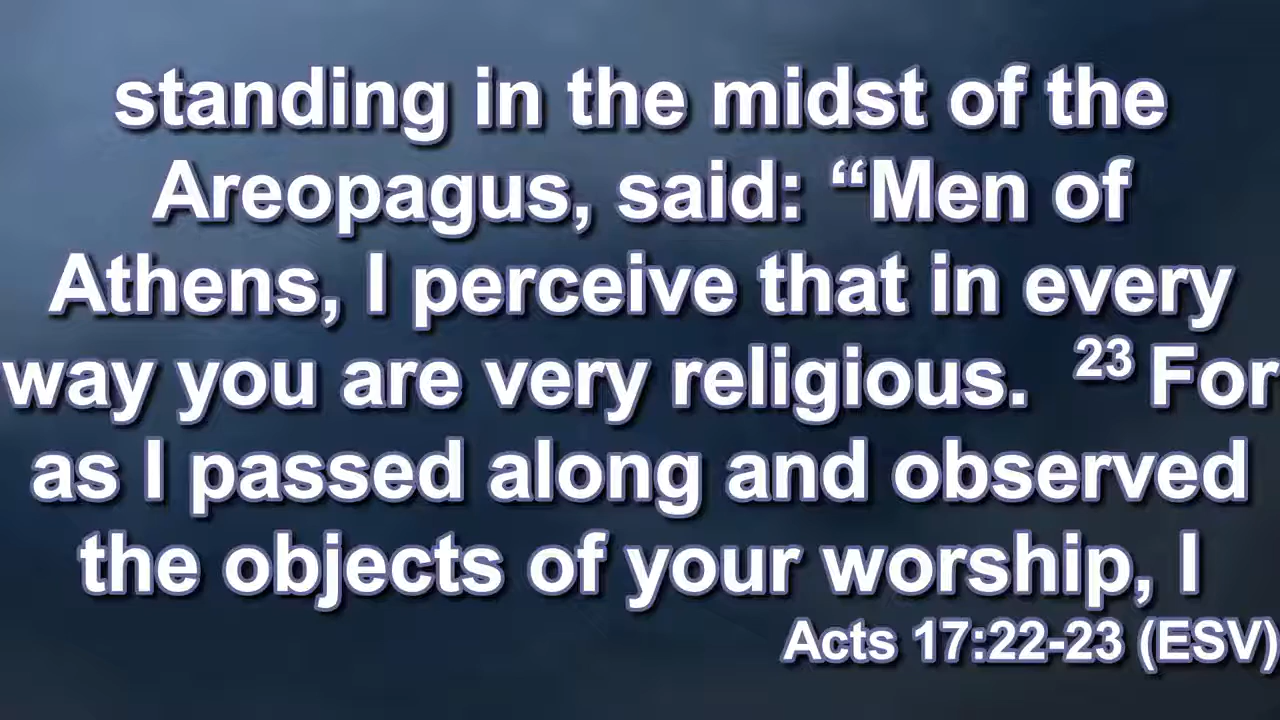 standing in the midst of the
Areopagus, said: “Men of
Athens, I perceive that in every
way you are very religious. 23 For
as I passed along and observed
the objects of your worship, I
Acts 17:22-23 (ESV)